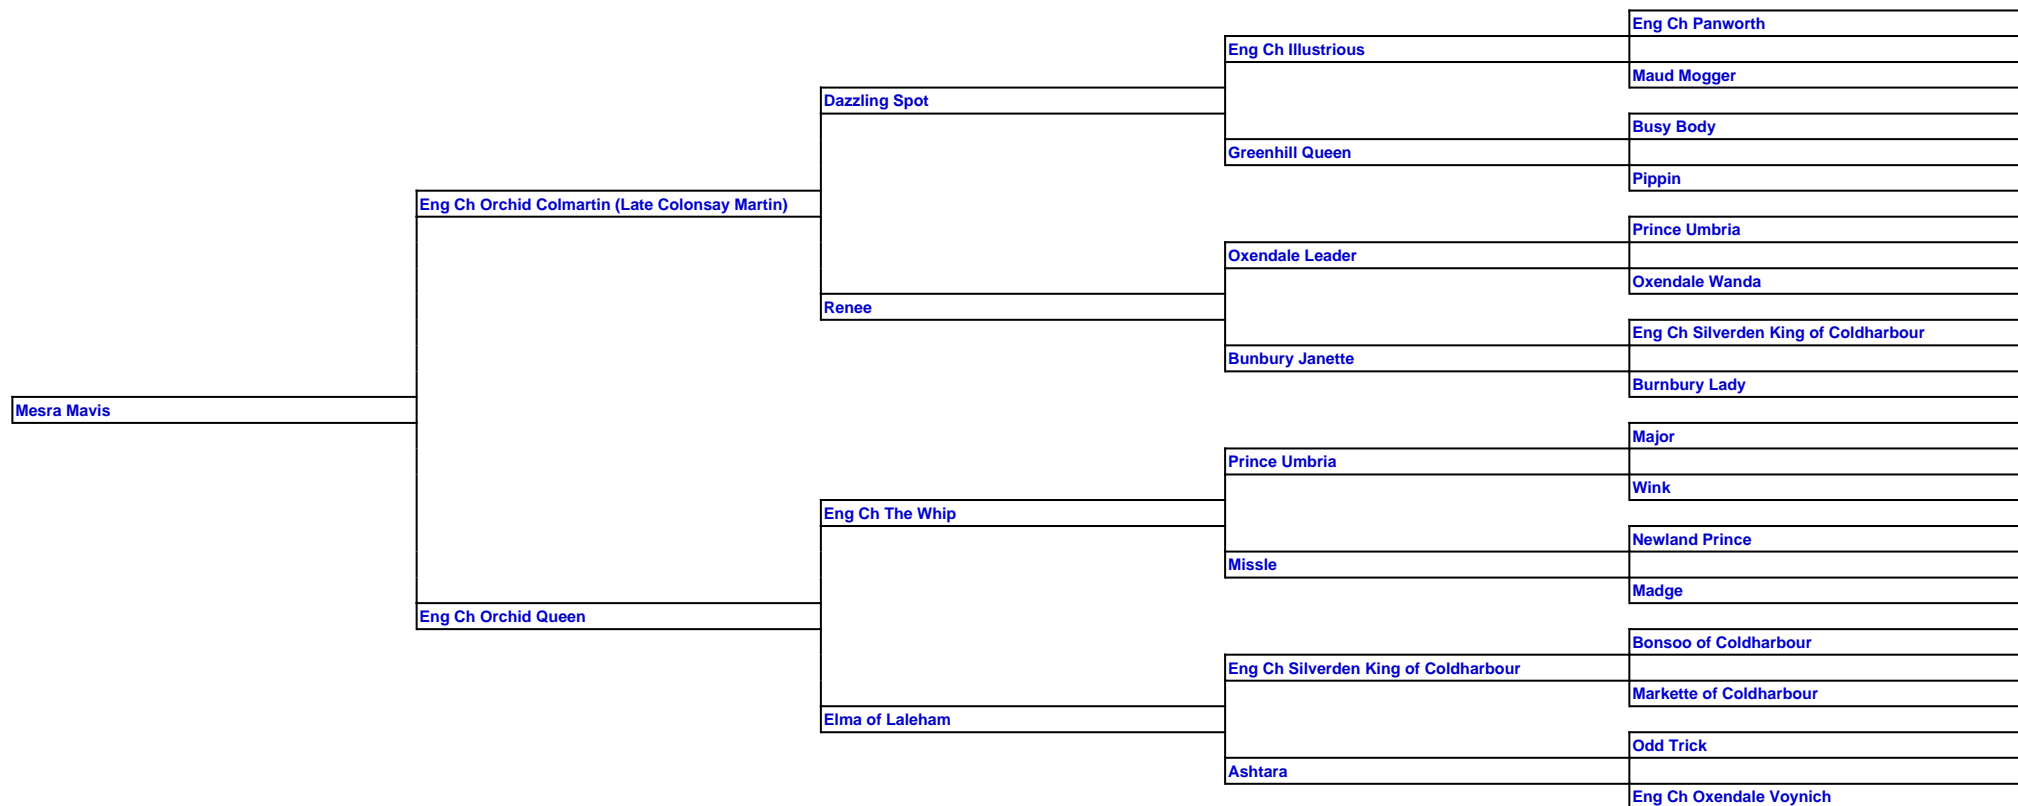 Eng Ch Panworth
Eng Ch Illustrious
Maud Mogger
Dazzling Spot
Busy Body
Greenhill Queen
Pippin
Eng Ch Orchid Colmartin (Late Colonsay Martin)
Prince Umbria
Oxendale Leader
Oxendale Wanda
Renee
Eng Ch Silverden King of Coldharbour
Bunbury Janette
Burnbury Lady
Mesra Mavis
Major
Prince Umbria
Wink
Eng Ch The Whip
Newland Prince
Missle
Madge
Eng Ch Orchid Queen
Bonsoo of Coldharbour
Eng Ch Silverden King of Coldharbour
Markette of Coldharbour
Elma of Laleham
Odd Trick
Ashtara
Eng Ch Oxendale Voynich